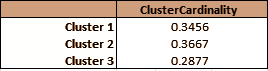 ClusterCardinality
Cluster 1 0.3456
Cluster 2 0.3667
Cluster 3 0.2877